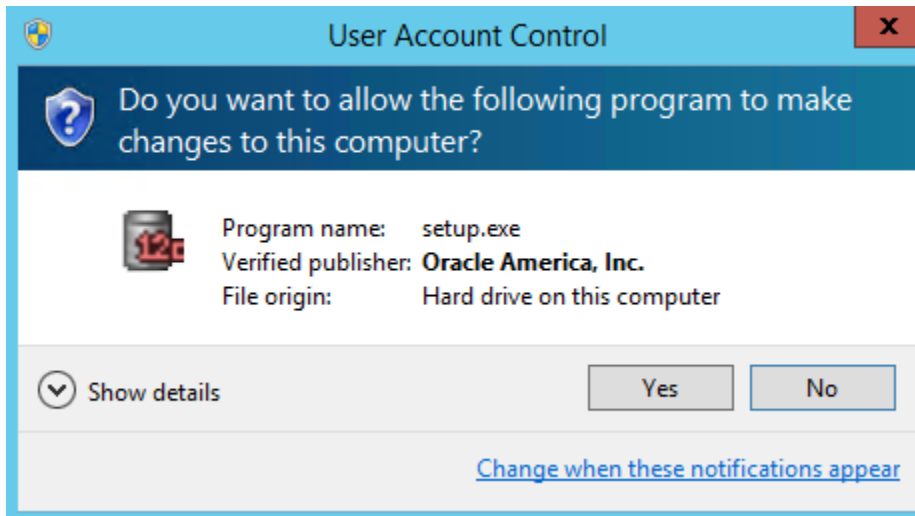 User Account Control
x
Do you want to allow the following program to make
changes to this computer?
12c
Program name: setup.exe
Verified publisher: Oracle America, Inc.
File origin: Hard drive on this computer
Show details
Yes No
Change when these notifications appear